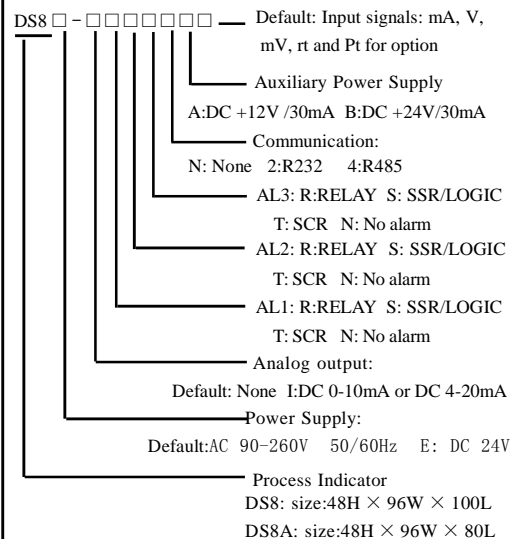 DS8□-□□□□□□□ Default: Input signals: mA, V,
mV, rt and Pt for option
Auxiliary Power Supply
A:DC +12V /30mA B:DC +24V/30mA
Communication:
N: None 2:R232 4:R485
AL3: R:RELAY S: SSR/LOGIC
T: SCR N: No alarm
AL2: R:RELAY S: SSR/LOGIC
T: SCR N: No alarm
AL1: R:RELAY S: SSR/LOGIC
T: SCR N: No alarm
Analog output:
Default: None I:DC 0-10mA or DC 4-20mA
Power Supply:
Default:AC 90-260V 50/60Hz E: DC 24V
Process Indicator
DS8: size:48H × 96W × 100L
DS8A: size:48H × 96W × 80L